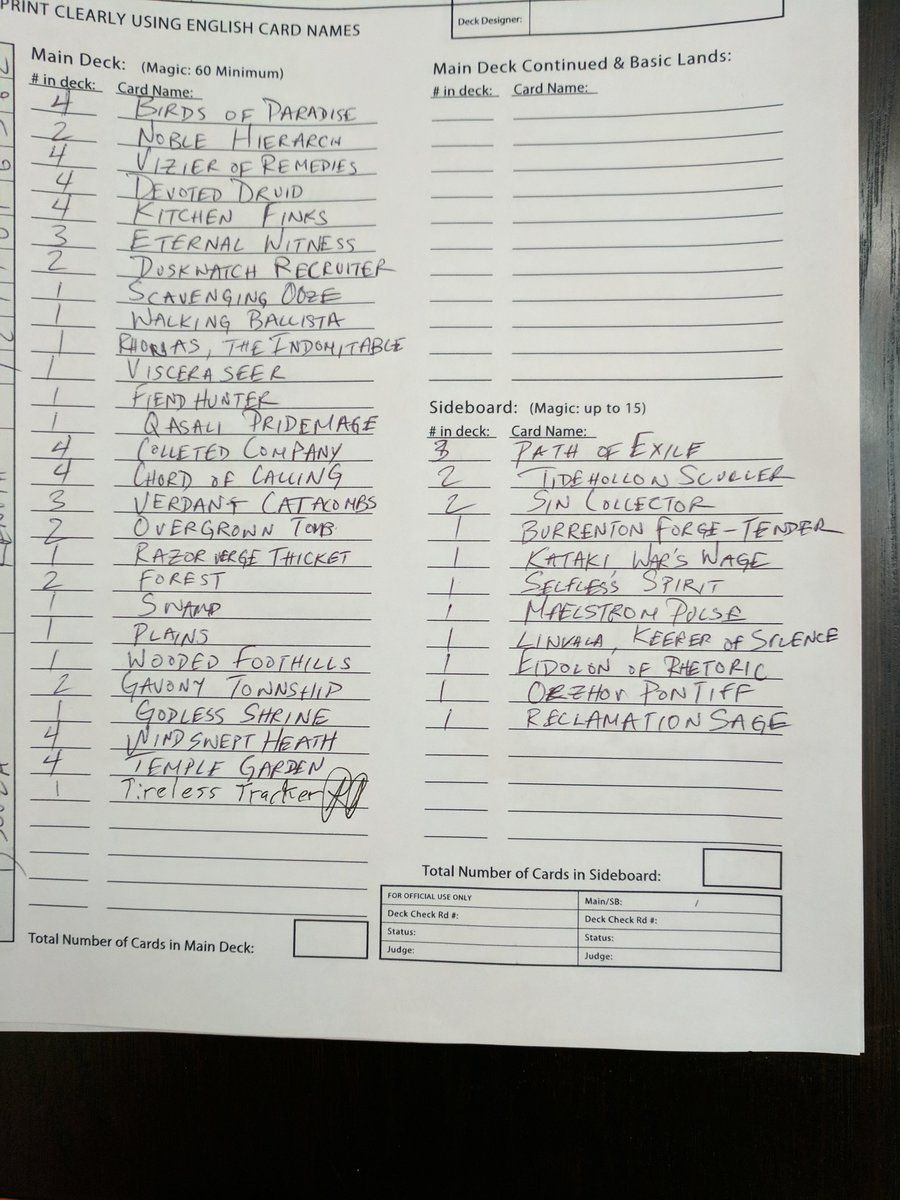 PRINT CLEARLY USING ENGLISH CARD NAMES
Deck Designer:
Main Deck: (Magic: 60 Minimum)
# in deck: Card Name:
4 BIRDS OF PARADISE
2 NOBLE HIERARCH
4 VIZIER OF REMEDIES
4 DEVOTED DRUID
4 KITCHEN FINKS
3 ETERNAL WITNESS
2 DUSKWATCH RECRUITER
1 SCAVENGING OOZE
1 WALKING BALLISTA
1 RHONAS, THE INDOMITABLE
1 VISCERA SEER
1 FIEND HUNTER
1 QASALI PRIDEMAGE
4 COLLETED COMPANY
4 CHORD OF CALLING
3 VERDANT CATACOMBS
2 OVERGROWN TOMB
1 RAZOR VERGE THICKET
2 FOREST
1 SWAMP
1 PLAINS
1 WOODED FOOTHILLS
2 GAVONY TOWNSHIP
1 GODLESS SHRINE
4 WINDSWEPT HEATH
4 TEMPLE GARDEN
1 Tireless Tracker
Total Number of Cards in Main Deck:
Main Deck Continued & Basic Lands:
# in deck: Card Name:
Sideboard: (Magic: up to 15)
# in deck: Card Name:
3 PATH OF EXILE
2 TIDEHOLLOW SCULLER
2 SIN COLLECTOR
1 BURRENTON FORGE-TENDER
1 KATAKI, WAR'S WAGE
1 SELFLESS SPIRIT
1 MAELSTROM PULSE
1 LINVALA, KEEPER OF SILENCE
1 EIDOLON OF RHETORIC
1 ORZHOV PONTIFF
1 RECLAMATION SAGE
Total Number of Cards in Sideboard:
FOR OFFICIAL USE ONLY
Main/SB: /
Deck Check Rd #: Deck Check Rd #:
Status: Status:
Judge: Judge: